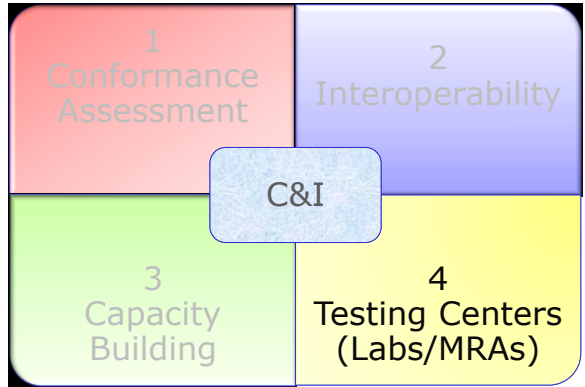 1
Conformance
Assessment
2
Interoperability
C&I
3
Capacity
Building
4
Testing Centers
(Labs/MRAs)